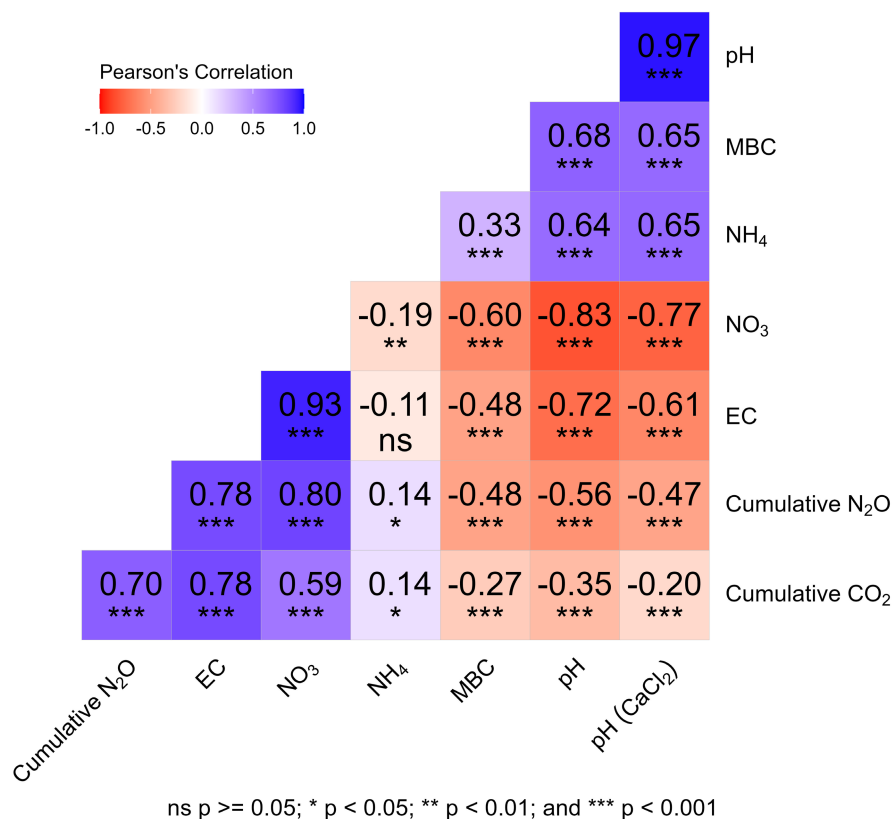 0.97 pH
***
Pearson's Correlation
-1.0 -0.5 0.0 0.5 1.0
0.68 0.65 MBC
*** ***
0.33 0.64 0.65 NH₄
*** *** ***
-0.19 -0.60 -0.83 -0.77 NO₃
** *** *** ***
0.93 -0.11 -0.48 -0.72 -0.61 EC
*** ns *** *** ***
0.78 0.80 0.14 -0.48 -0.56 -0.47 Cumulative N₂O
*** *** * *** *** ***
0.70 0.78 0.59 0.14 -0.27 -0.35 -0.20 Cumulative CO₂
*** *** *** * *** *** ***
Cumulative N₂O EC NO₃ NH₄ MBC pH pH (CaCl₂)
ns p >= 0.05; * p < 0.05; ** p < 0.01; and *** p < 0.001